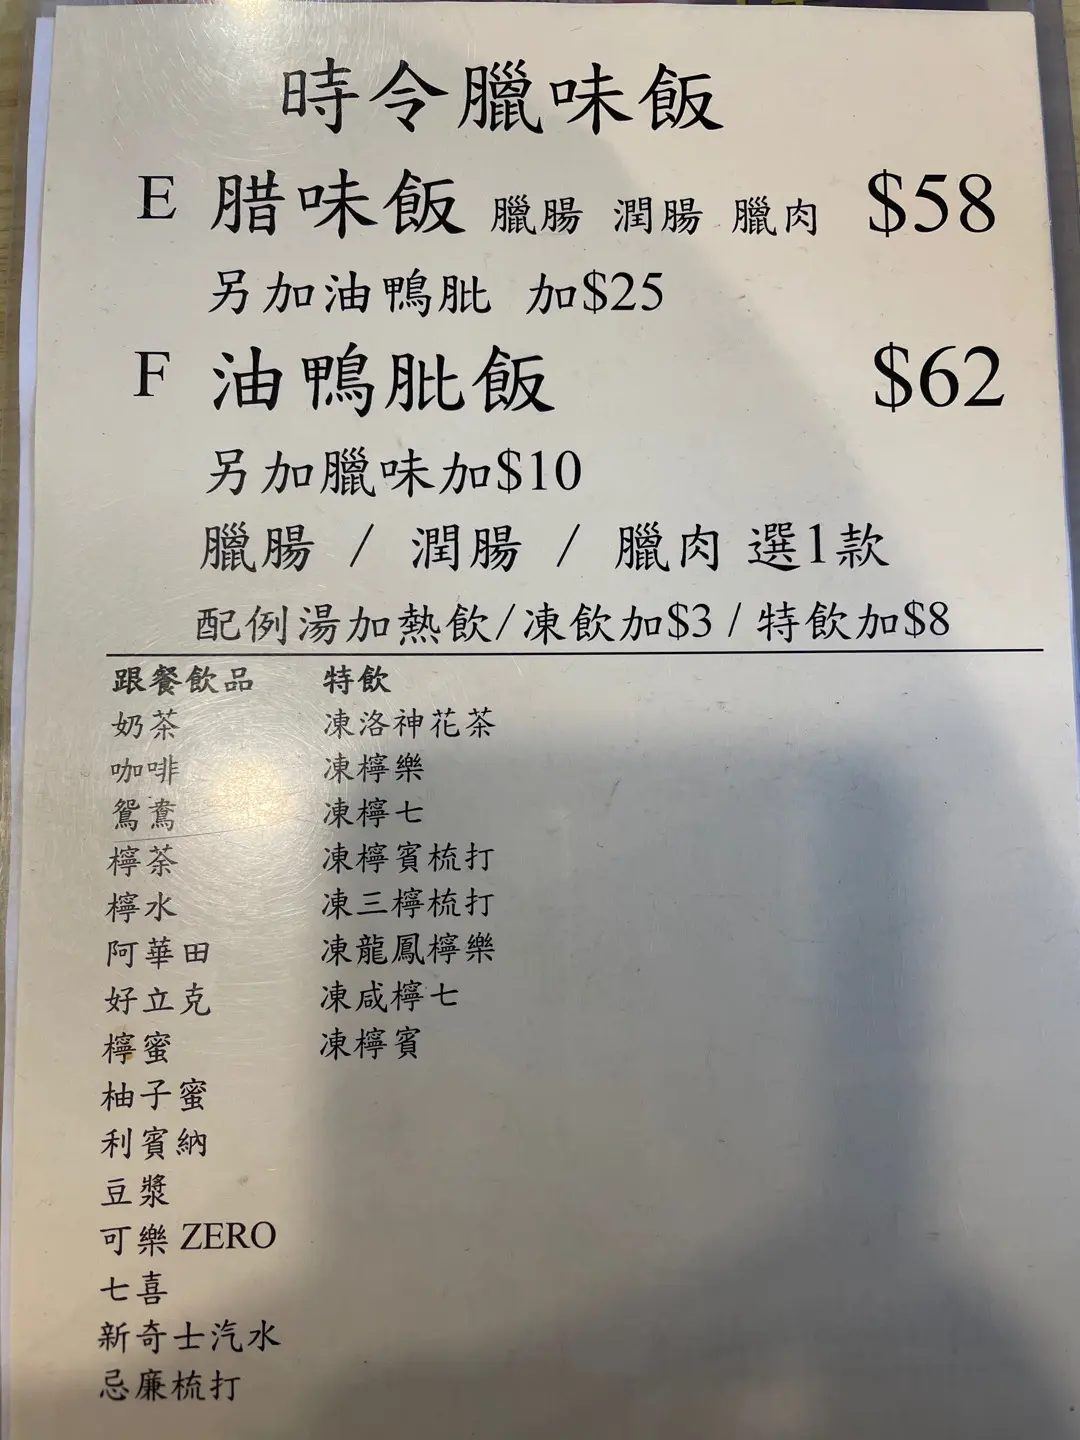 時令臘味飯
E 腊味飯 臘腸 潤腸 臘肉 $58
另加油鴨肶 加$25
F 油鴨肶飯 $62
另加臘味加$10
臘腸 / 潤腸 / 臘肉 選1款
配例湯加熱飲/凍飲加$3 / 特飲加$8
跟餐飲品 特飲
奶茶 凍洛神花茶
咖啡 凍檸樂
鴛鴦 凍檸七
檸茶 凍檸賓梳打
檸水 凍三檸梳打
阿華田 凍龍鳳檸樂
好立克 凍咸檸七
檸蜜 凍檸賓
柚子蜜
利賓納
豆漿
可樂 ZERO
七喜
新奇士汽水
忌廉梳打